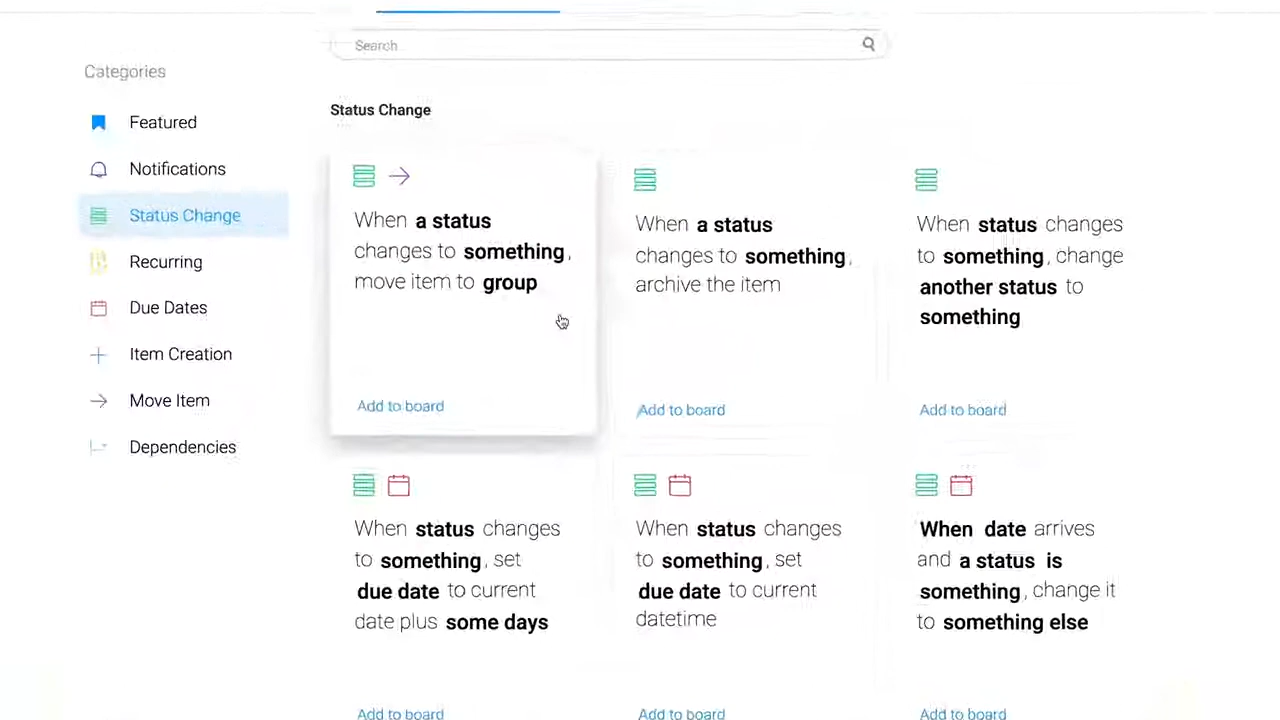 Search
Categories
Featured
Notifications
Status Change
Recurring
Due Dates
Item Creation
Move Item
Dependencies
Status Change
When a status
changes to something,
move item to group
Add to board
When a status
changes to something,
archive the item
Add to board
When status changes
to something, change
another status to
something
Add to board
When status changes
to something, set
due date to current
date plus some days
Add to board
When status changes
to something, set
due date to current
datetime
Add to board
When date arrives
and a status is
something, change it
to something else
Add to board